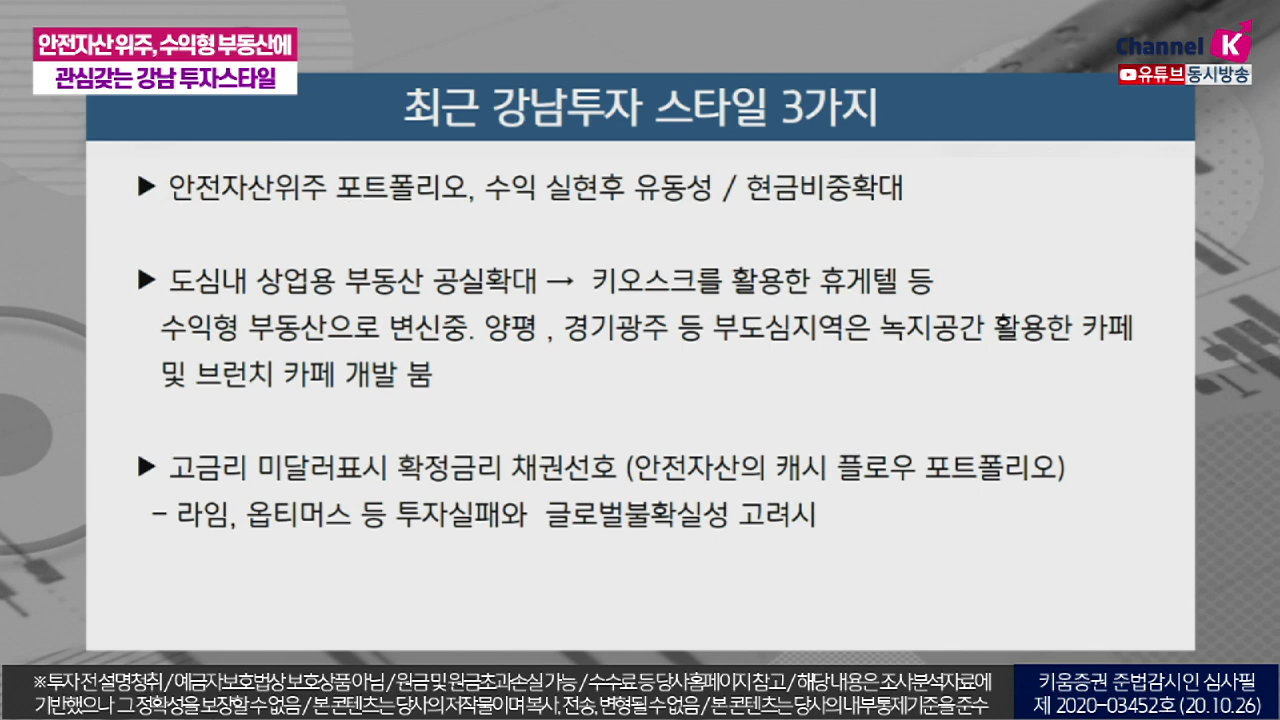 안전자산 위주, 수익형 부동산에
관심갖는 강남 투자스타일
Channel K
유튜브동시방송
최근 강남투자 스타일 3가지
▶ 안전자산위주 포트폴리오, 수익 실현후 유동성 / 현금비중확대
▶ 도심내 상업용 부동산 공실확대 → 키오스크를 활용한 휴게텔 등
수익형 부동산으로 변신중. 양평 , 경기광주 등 부도심지역은 녹지공간 활용한 카페
및 브런치 카페 개발 붐
▶ 고금리 미달러표시 확정금리 채권선호 (안전자산의 캐시 플로우 포트폴리오)
- 라임, 옵티머스 등 투자실패와 글로벌불확실성 고려시
※ 투자 전 설명청취 / 예금자보호법상 보호상품 아님 / 원금 및 원금초과손실 가능 / 수수료 등 당사홈페이지 참고 / 해당 내용은 조사분석자료에
기반했으나 그 정확성을 보장할 수 없음 / 본 콘텐츠는 당사의 저작물이며 복사, 전송, 변형될 수 없음 / 본 콘텐츠는 당사의 내부통제기준을 준수
키움증권 준법감시인 심사필
제 2020-03452호 (20.10.26)